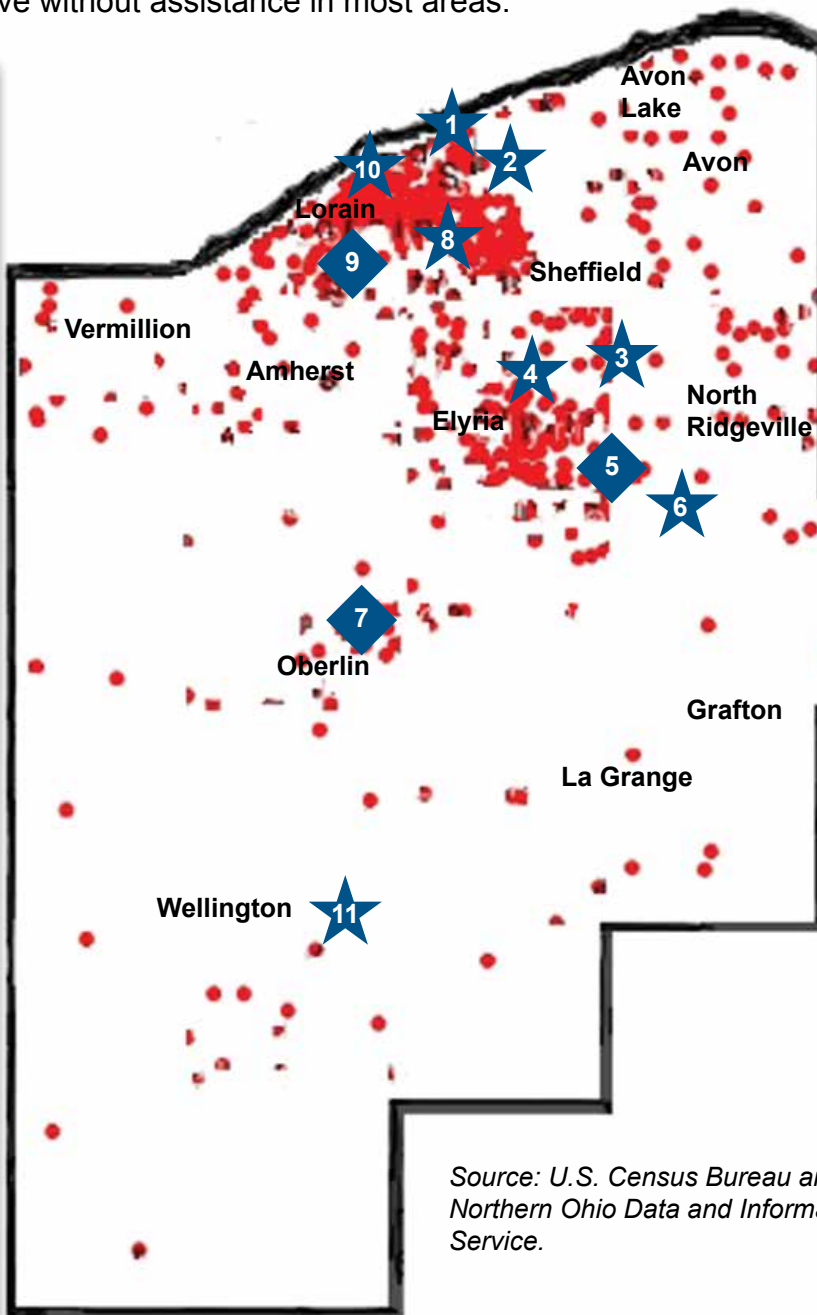 without assistance in most areas.
Avon
Lake
1
2
Avon
10
Lorain
8
9
Sheffield
Vermillion
3
4
Amherst
North
Ridgeville
Elyria
5
6
7
Oberlin
Grafton
La Grange
Wellington
11
Source: U.S. Census Bureau
Northern Ohio Data and
Service.